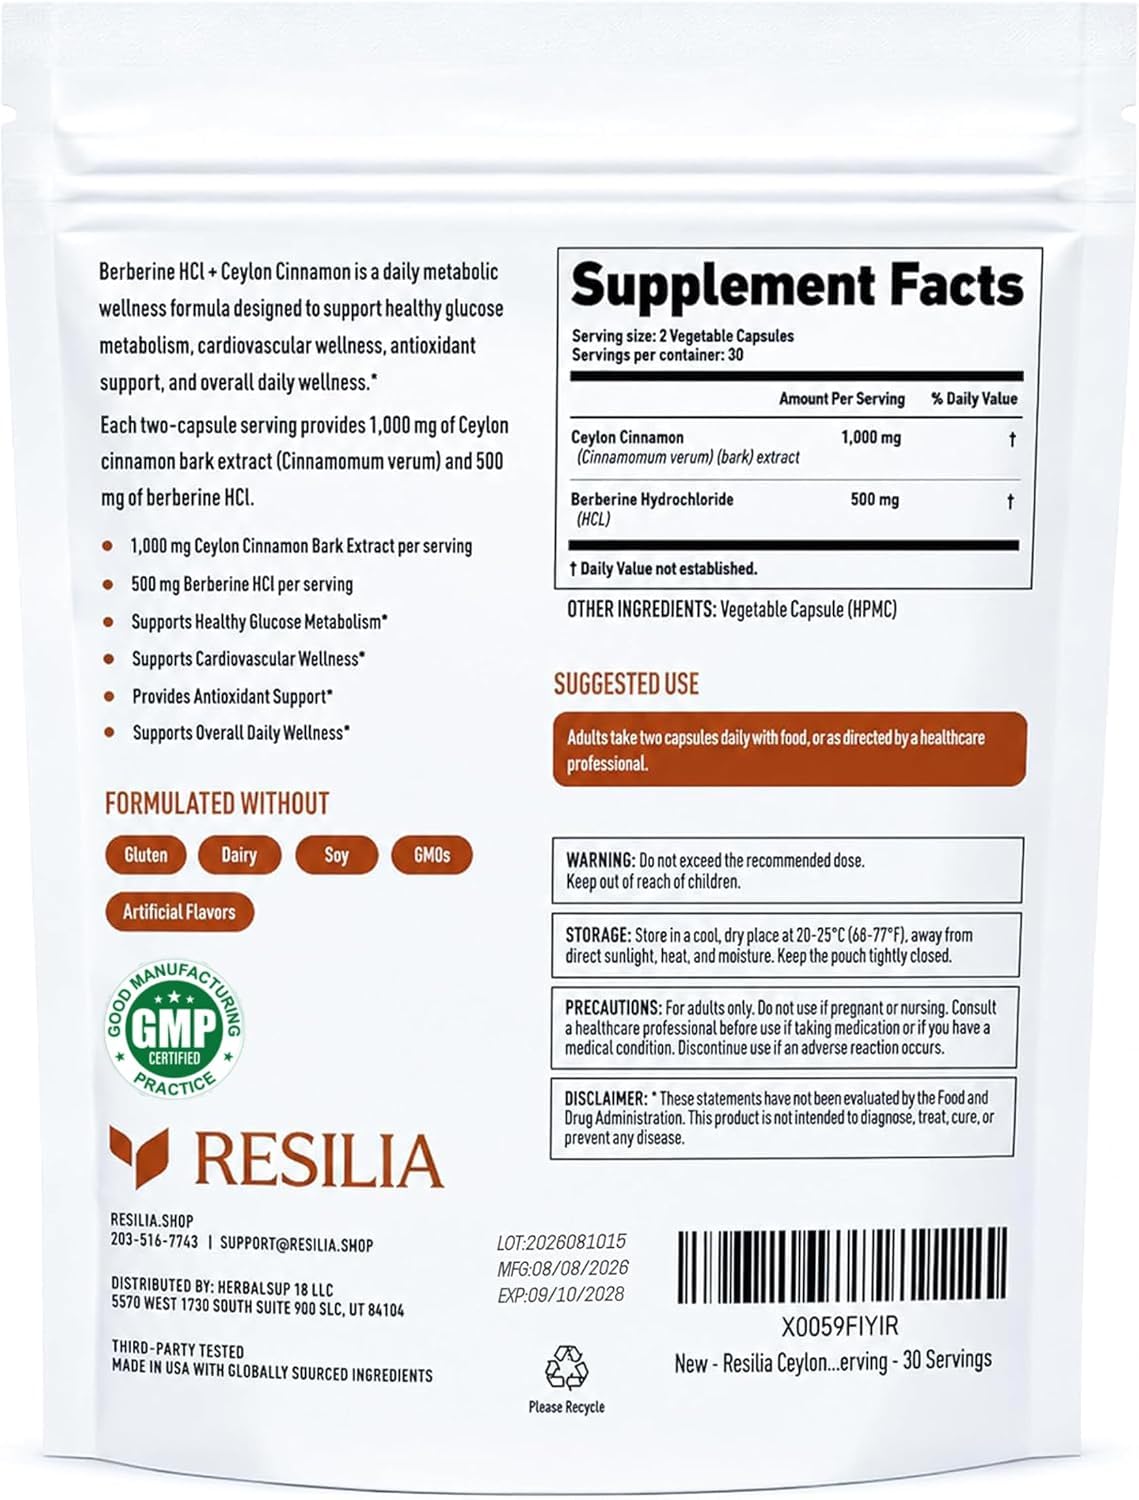 Berberine HCl + Ceylon Cinnamon is a daily metabolic
wellness formula designed to support healthy glucose
metabolism, cardiovascular wellness, antioxidant
support, and overall daily wellness.*
Each two-capsule serving provides 1,000 mg of Ceylon
cinnamon bark extract (Cinnamomum verum) and 500
mg of berberine HCl.
• 1,000 mg Ceylon Cinnamon Bark Extract per serving
• 500 mg Berberine HCl per serving
• Supports Healthy Glucose Metabolism*
• Supports Cardiovascular Wellness*
• Provides Antioxidant Support*
• Supports Overall Daily Wellness*
FORMULATED WITHOUT
Gluten Dairy Soy GMOs
Artificial Flavors
GOOD MANUFACTURING
GMP
CERTIFIED
PRACTICE
RESILIA
RESILIA.SHOP
203-516-7743 | SUPPORT@RESILIA.SHOP
DISTRIBUTED BY: HERBALSUP 18 LLC
5570 WEST 1730 SOUTH SUITE 900 SLC, UT 84104
THIRD-PARTY TESTED
MADE IN USA WITH GLOBALLY SOURCED INGREDIENTS
Supplement Facts
Serving size: 2 Vegetable Capsules
Servings per container: 30
Amount Per Serving % Daily Value
Ceylon Cinnamon 1,000 mg †
(Cinnamomum verum) (bark) extract
Berberine Hydrochloride 500 mg †
(HCL)
† Daily Value not established.
OTHER INGREDIENTS: Vegetable Capsule (HPMC)
SUGGESTED USE
Adults take two capsules daily with food, or as directed by a healthcare
professional.
WARNING: Do not exceed the recommended dose.
Keep out of reach of children.
STORAGE: Store in a cool, dry place at 20-25°C (68-77°F), away from
direct sunlight, heat, and moisture. Keep the pouch tightly closed.
PRECAUTIONS: For adults only. Do not use if pregnant or nursing. Consult
a healthcare professional before use if taking medication or if you have a
medical condition. Discontinue use if an adverse reaction occurs.
DISCLAIMER: * These statements have not been evaluated by the Food and
Drug Administration. This product is not intended to diagnose, treat, cure, or
prevent any disease.
LOT:2026081015
MFG:08/08/2026
EXP:09/10/2028
Please Recycle
X0059FIYIR
New - Resilia Ceylon...erving - 30 Servings